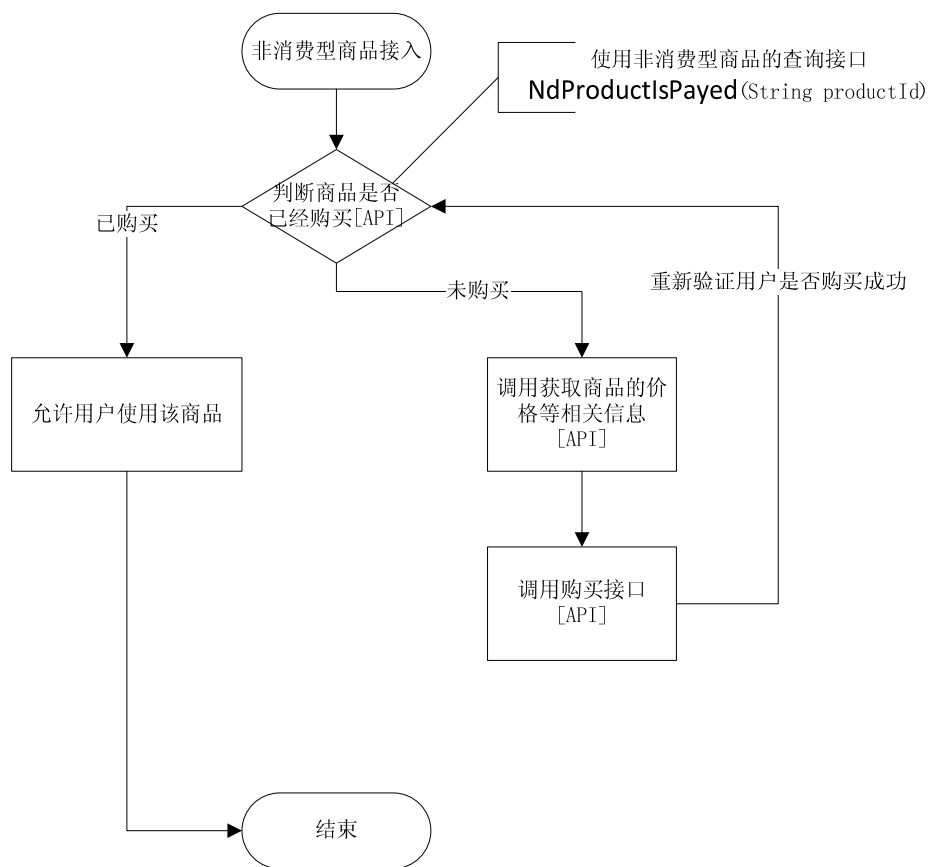 非消费型商品接入
使用非消费型商品的查询接口
NdProductIsPayed(String productId)
判断商品是否
已经购买[API]
已购买
未购买
重新验证用户是否购买成功
允许用户使用该商品
调用获取商品的价
格等相关信息
[API]
调用购买接口
[API]
结束